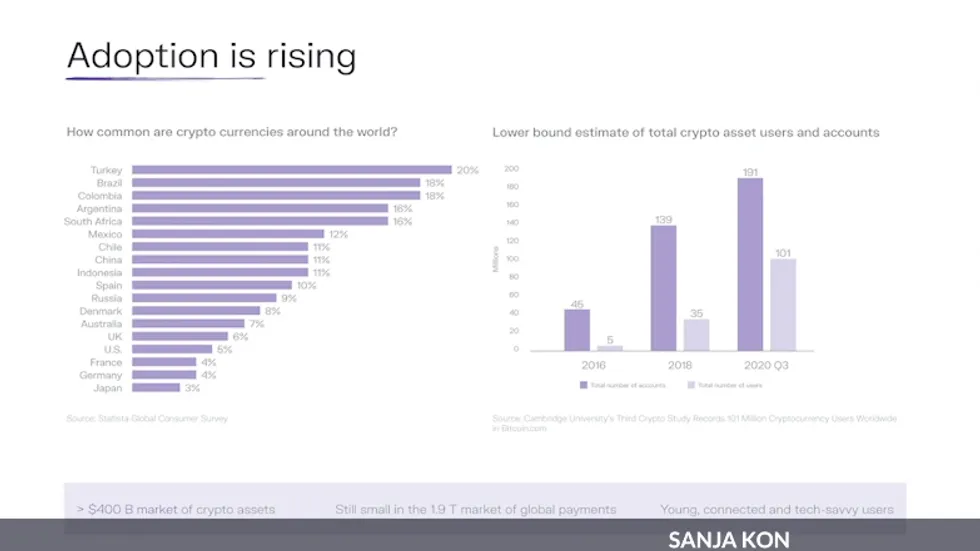 Adoption is rising
How common are crypto currencies around the world?
Turkey 20%
Brazil 18%
Colombia 18%
Argentina 16%
South Africa 16%
Mexico 12%
Chile 11%
China 11%
Indonesia 11%
Spain 10%
Russia 9%
Denmark 8%
Australia 7%
UK 6%
U.S. 5%
France 4%
Germany 4%
Japan 3%
Source: Statista Global Consumer Survey
Lower bound estimate of total crypto asset users and accounts
Millions
200
180
160
140
120
100
80
60
40
20
0
45 5
139 35
191 101
2016 2018 2020 Q3
Total number of accounts Total number of users
Source: Cambridge University's Third Crypto Study Records 101 Million Cryptocurrency Users Worldwide
in Bitcoin.com
> $400 B market of crypto assets Still small in the 1.9 T market of global payments Young, connected and tech-savvy users
SANJA KON